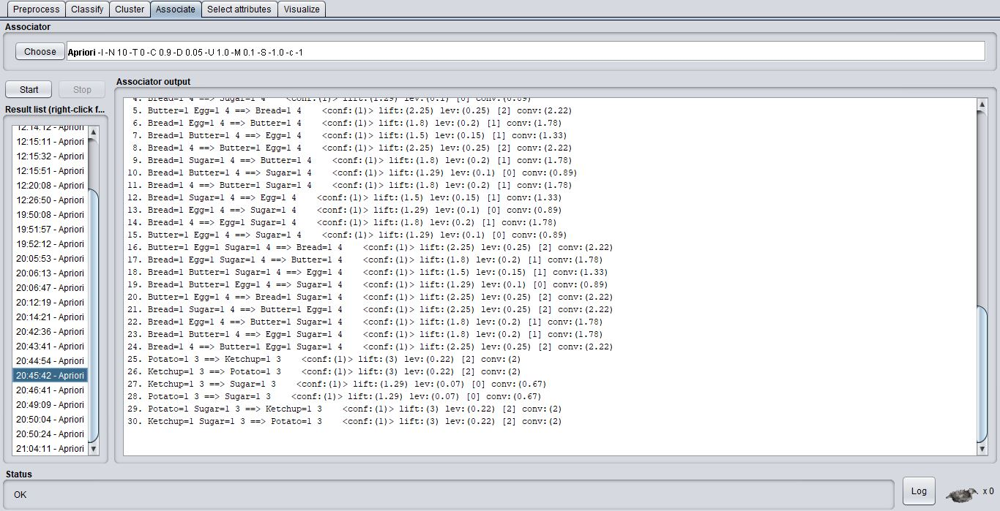 Preprocess Classify Cluster Associate Select attributes Visualize
Associator
Choose Apriori -I -N 10 -T 0 -C 0.9 -D 0.05 -U 1.0 -M 0.1 -S -1.0 -c -1
Start Stop
Result list (right-click f...
12:14:12 - Apriori
12:15:11 - Apriori
12:15:32 - Apriori
12:15:51 - Apriori
12:20:08 - Apriori
12:26:50 - Apriori
19:50:08 - Apriori
19:51:57 - Apriori
19:52:12 - Apriori
20:05:53 - Apriori
20:06:13 - Apriori
20:06:47 - Apriori
20:12:19 - Apriori
20:14:21 - Apriori
20:42:36 - Apriori
20:43:41 - Apriori
20:44:54 - Apriori
20:45:42 - Apriori
20:46:41 - Apriori
20:49:09 - Apriori
20:50:04 - Apriori
20:50:24 - Apriori
21:04:11 - Apriori
Associator output
4. Bread=1 4 ==> Sugar=1 4 <conf:(1)> lift:(1.29) lev:(0.1) [0] conv:(0.89)
5. Butter=1 Egg=1 4 ==> Bread=1 4 <conf:(1)> lift:(2.25) lev:(0.25) [2] conv:(2.22)
6. Bread=1 Egg=1 4 ==> Butter=1 4 <conf:(1)> lift:(1.8) lev:(0.2) [1] conv:(1.78)
7. Bread=1 Butter=1 4 ==> Egg=1 4 <conf:(1)> lift:(1.5) lev:(0.15) [1] conv:(1.33)
8. Bread=1 4 ==> Butter=1 Egg=1 4 <conf:(1)> lift:(2.25) lev:(0.25) [2] conv:(2.22)
9. Bread=1 Sugar=1 4 ==> Butter=1 4 <conf:(1)> lift:(1.8) lev:(0.2) [1] conv:(1.78)
10. Bread=1 Butter=1 4 ==> Sugar=1 4 <conf:(1)> lift:(1.29) lev:(0.1) [0] conv:(0.89)
11. Bread=1 4 ==> Butter=1 Sugar=1 4 <conf:(1)> lift:(1.8) lev:(0.2) [1] conv:(1.78)
12. Bread=1 Sugar=1 4 ==> Egg=1 4 <conf:(1)> lift:(1.5) lev:(0.15) [1] conv:(1.33)
13. Bread=1 Egg=1 4 ==> Sugar=1 4 <conf:(1)> lift:(1.29) lev:(0.1) [0] conv:(0.89)
14. Bread=1 4 ==> Egg=1 Sugar=1 4 <conf:(1)> lift:(1.8) lev:(0.2) [1] conv:(1.78)
15. Butter=1 Egg=1 4 ==> Sugar=1 4 <conf:(1)> lift:(1.29) lev:(0.1) [0] conv:(0.89)
16. Butter=1 Egg=1 Sugar=1 4 ==> Bread=1 4 <conf:(1)> lift:(2.25) lev:(0.25) [2] conv:(2.22)
17. Bread=1 Egg=1 Sugar=1 4 ==> Butter=1 4 <conf:(1)> lift:(1.8) lev:(0.2) [1] conv:(1.78)
18. Bread=1 Butter=1 Sugar=1 4 ==> Egg=1 4 <conf:(1)> lift:(1.5) lev:(0.15) [1] conv:(1.33)
19. Bread=1 Butter=1 Egg=1 4 ==> Sugar=1 4 <conf:(1)> lift:(1.29) lev:(0.1) [0] conv:(0.89)
20. Butter=1 Egg=1 4 ==> Bread=1 Sugar=1 4 <conf:(1)> lift:(2.25) lev:(0.25) [2] conv:(2.22)
21. Bread=1 Sugar=1 4 ==> Butter=1 Egg=1 4 <conf:(1)> lift:(2.25) lev:(0.25) [2] conv:(2.22)
22. Bread=1 Egg=1 4 ==> Butter=1 Sugar=1 4 <conf:(1)> lift:(1.8) lev:(0.2) [1] conv:(1.78)
23. Bread=1 Butter=1 4 ==> Egg=1 Sugar=1 4 <conf:(1)> lift:(1.8) lev:(0.2) [1] conv:(1.78)
24. Bread=1 4 ==> Butter=1 Egg=1 Sugar=1 4 <conf:(1)> lift:(2.25) lev:(0.25) [2] conv:(2.22)
25. Potato=1 3 ==> Ketchup=1 3 <conf:(1)> lift:(3) lev:(0.22) [2] conv:(2)
26. Ketchup=1 3 ==> Potato=1 3 <conf:(1)> lift:(3) lev:(0.22) [2] conv:(2)
27. Ketchup=1 3 ==> Sugar=1 3 <conf:(1)> lift:(1.29) lev:(0.07) [0] conv:(0.67)
28. Potato=1 3 ==> Sugar=1 3 <conf:(1)> lift:(1.29) lev:(0.07) [0] conv:(0.67)
29. Potato=1 Sugar=1 3 ==> Ketchup=1 3 <conf:(1)> lift:(3) lev:(0.22) [2] conv:(2)
30. Ketchup=1 Sugar=1 3 ==> Potato=1 3 <conf:(1)> lift:(3) lev:(0.22) [2] conv:(2)
Status
OK
Log
x 0